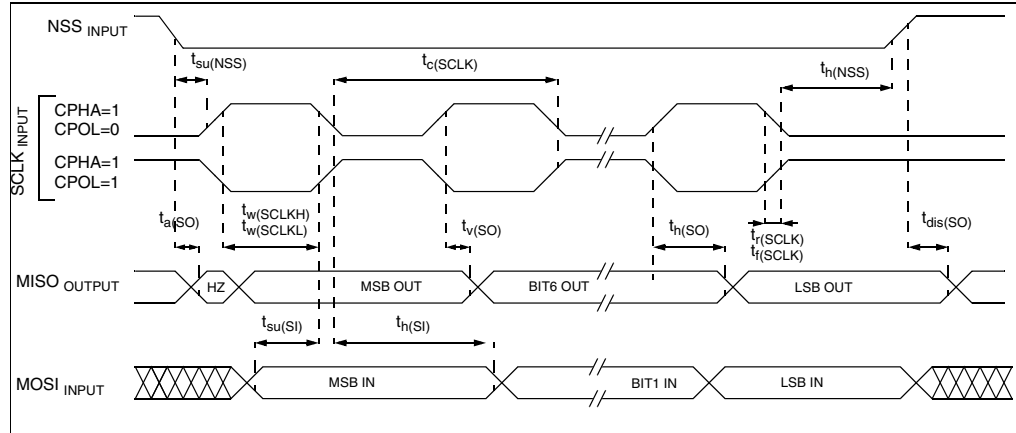 NSS INPUT
tsu(NSS)
tc(SCLK)
th(NSS)
SCLK INPUT
CPHA=1
CPOL=0
CPHA=1
CPOL=1
ta(SO)
tw(SCLKH)
tw(SCLKL)
tv(SO)
th(SO)
tr(SCLK)
tf(SCLK)
tdis(SO)
MISO OUTPUT
HZ
MSB OUT
BIT6 OUT
LSB OUT
tsu(SI)
th(SI)
MOSI INPUT
MSB IN
BIT1 IN
LSB IN